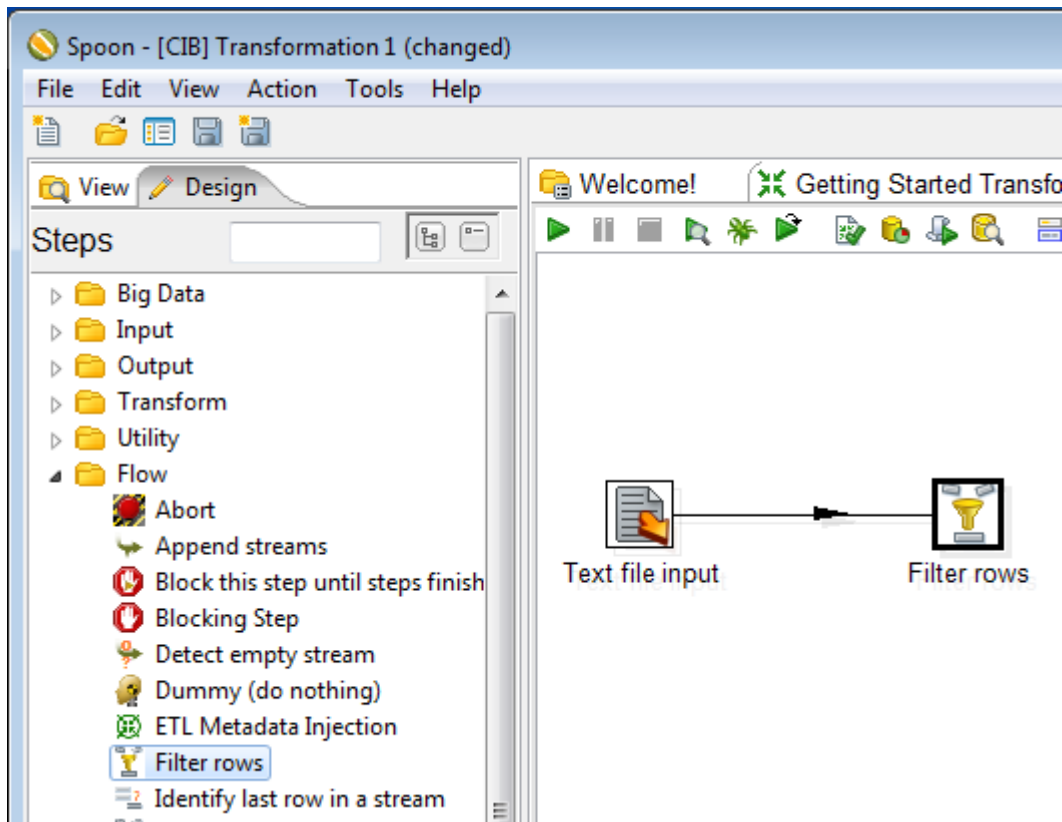 Spoon - [CIB] Transformation 1 (changed)
File Edit View Action Tools Help
View Design
Welcome! Getting Started Transfo
Steps
Big Data
Input
Output
Transform
Utility
Flow
Abort
Append streams
Block this step until steps finish
Blocking Step
Detect empty stream
Dummy (do nothing)
ETL Metadata Injection
Filter rows
Identify last row in a stream
Text file input
Filter rows